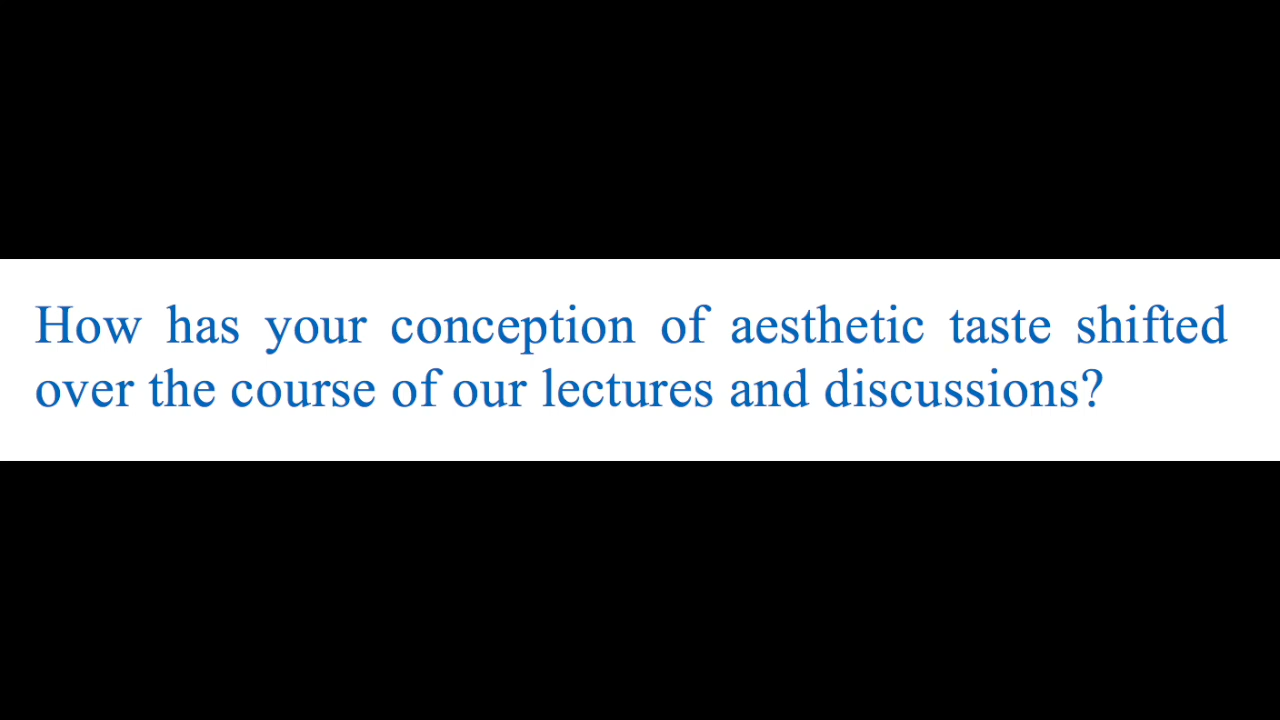 How has your conception of aesthetic taste shifted
over the course of our lectures and discussions?